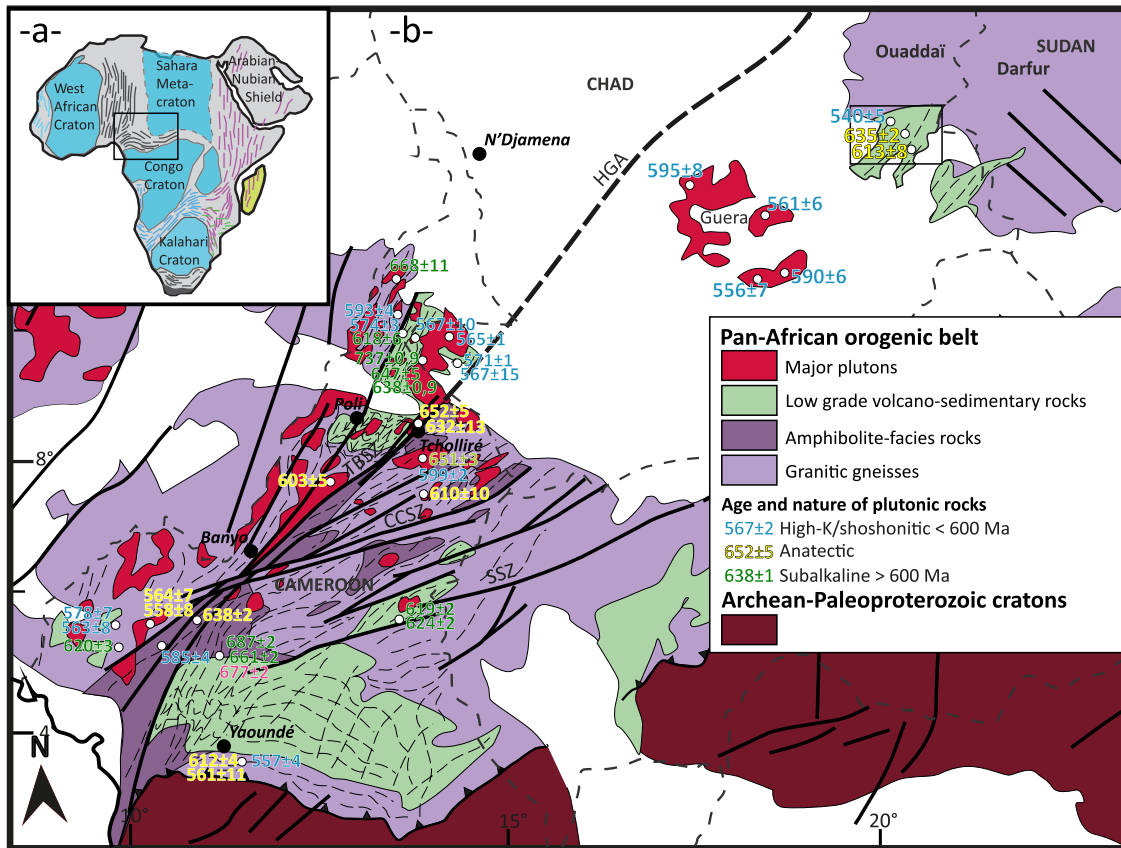 -a-
West
African
Craton
Sahara
Meta-
craton
Arabian-
Nubian
Shield
Congo
Craton
Kalahari
Craton
-b-
CHAD
N'Djamena
HGA
Ouaddaï
SUDAN
Darfur
540±5
635±2
613±8
595±8
Guera
561±6
590±6
556±7
668±11
593±4
574±3
567±10
618±6
565±1
737±0,9
571±1
647±5
567±15
638±0,9
Poli
652±5
632±13
Tcholliré
TBSZ
651±3
599±2
603±5
610±10
8°
CCSZ
Banyo
CAMEROON
SSZ
564±7
558±8
638±2
578±7
563±8
620±3
585±4
687±2
661±2
677±2
619±2
624±2
Yaoundé
612±4
557±4
561±11
4
N
10°
15°
20°
Pan-African orogenic belt
Major plutons
Low grade volcano-sedimentary rocks
Amphibolite-facies rocks
Granitic gneisses
Age and nature of plutonic rocks
567±2 High-K/shoshonitic < 600 Ma
652±5 Anatectic
638±1 Subalkaline > 600 Ma
Archean-Paleoproterozoic cratons